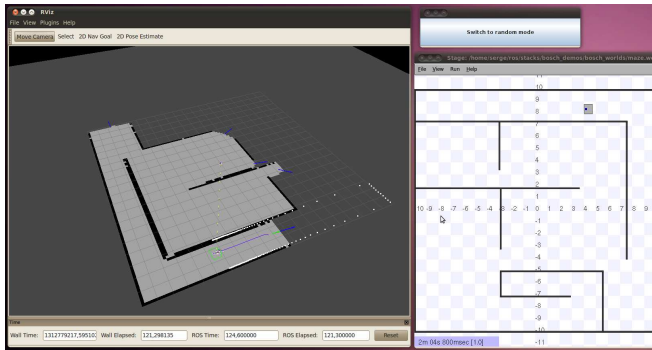 RViz
File View Plugins Help
Move Camera Select 2D Nav Goal 2D Pose Estimate
Time
Wall Time: 1312779217,595102 Wall Elapsed: 121,298135 ROS Time: 124,600000 ROS Elapsed: 121,300000 Reset
Switch to random mode
Stage: /home/serge/ros/stacks/bosch_demos/bosch_worlds/maze.wo
File View Run Help
11
10
9
8
7
6
5
4
3
2
1
10 -9 -8 -7 -6 -5 -4 -3 -2 -1 0 1 2 3 4 5 6 7 8 9
-1
-2
-3
-4
-5
-6
-7
-8
-9
-10
-11
2m 04s 800msec [1.0]